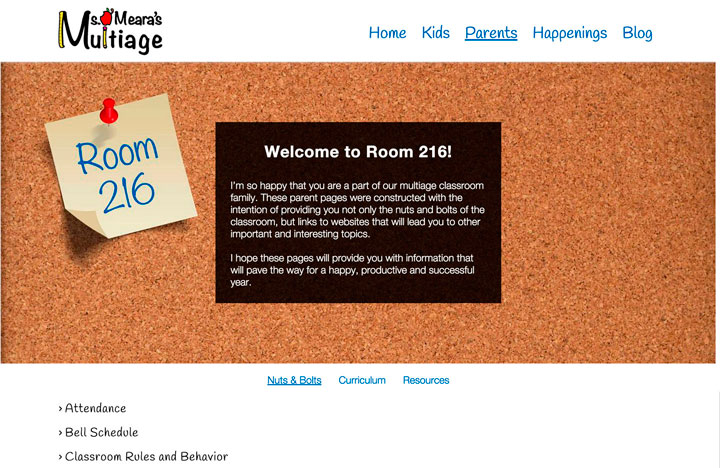 Ms. Meara's
Multiage
Home Kids Parents Happenings Blog
Room
216
Welcome to Room 216!
I'm so happy that you are a part of our multiage classroom
family. These parent pages were constructed with the
intention of providing you not only the nuts and bolts of the
classroom, but links to websites that will lead you to other
important and interesting topics.
I hope these pages will provide you with information that
will pave the way for a happy, productive and successful
year.
Nuts & Bolts Curriculum Resources
› Attendance
› Bell Schedule
› Classroom Rules and Behavior